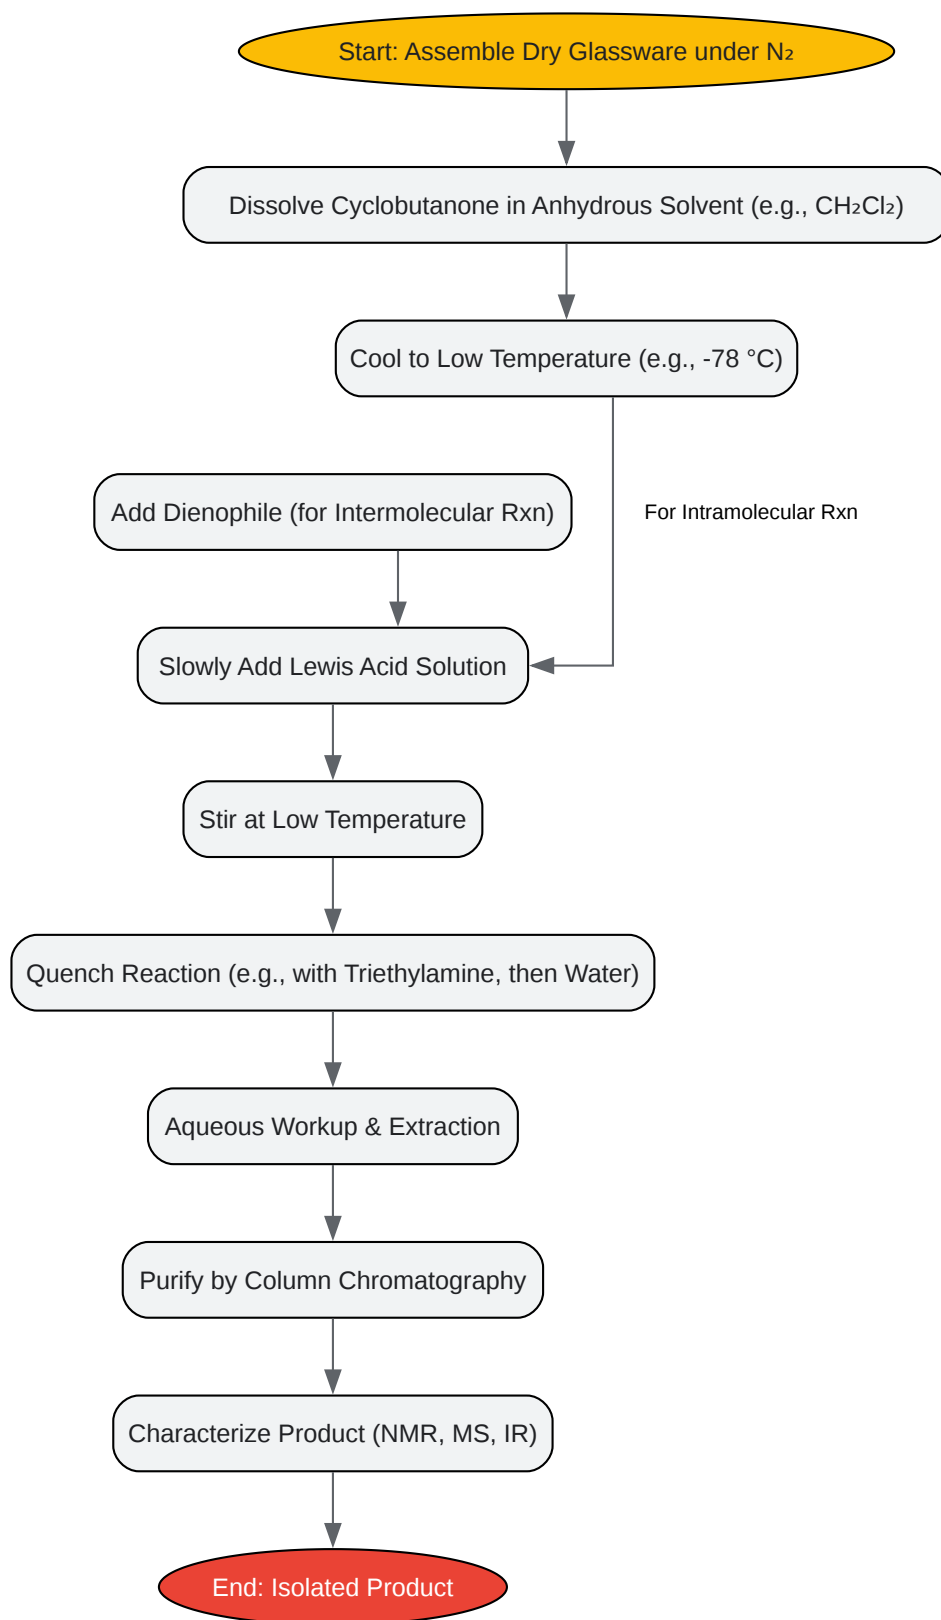 Start: Assemble Dry Glassware under N₂
Dissolve Cyclobutanone in Anhydrous Solvent (e.g., CH₂Cl₂)
Cool to Low Temperature (e.g., -78 °C)
Add Dienophile (for Intermolecular Rxn)
For Intramolecular Rxn
Slowly Add Lewis Acid Solution
Stir at Low Temperature
Quench Reaction (e.g., with Triethylamine, then Water)
Aqueous Workup & Extraction
Purify by Column Chromatography
Characterize Product (NMR, MS, IR)
End: Isolated Product